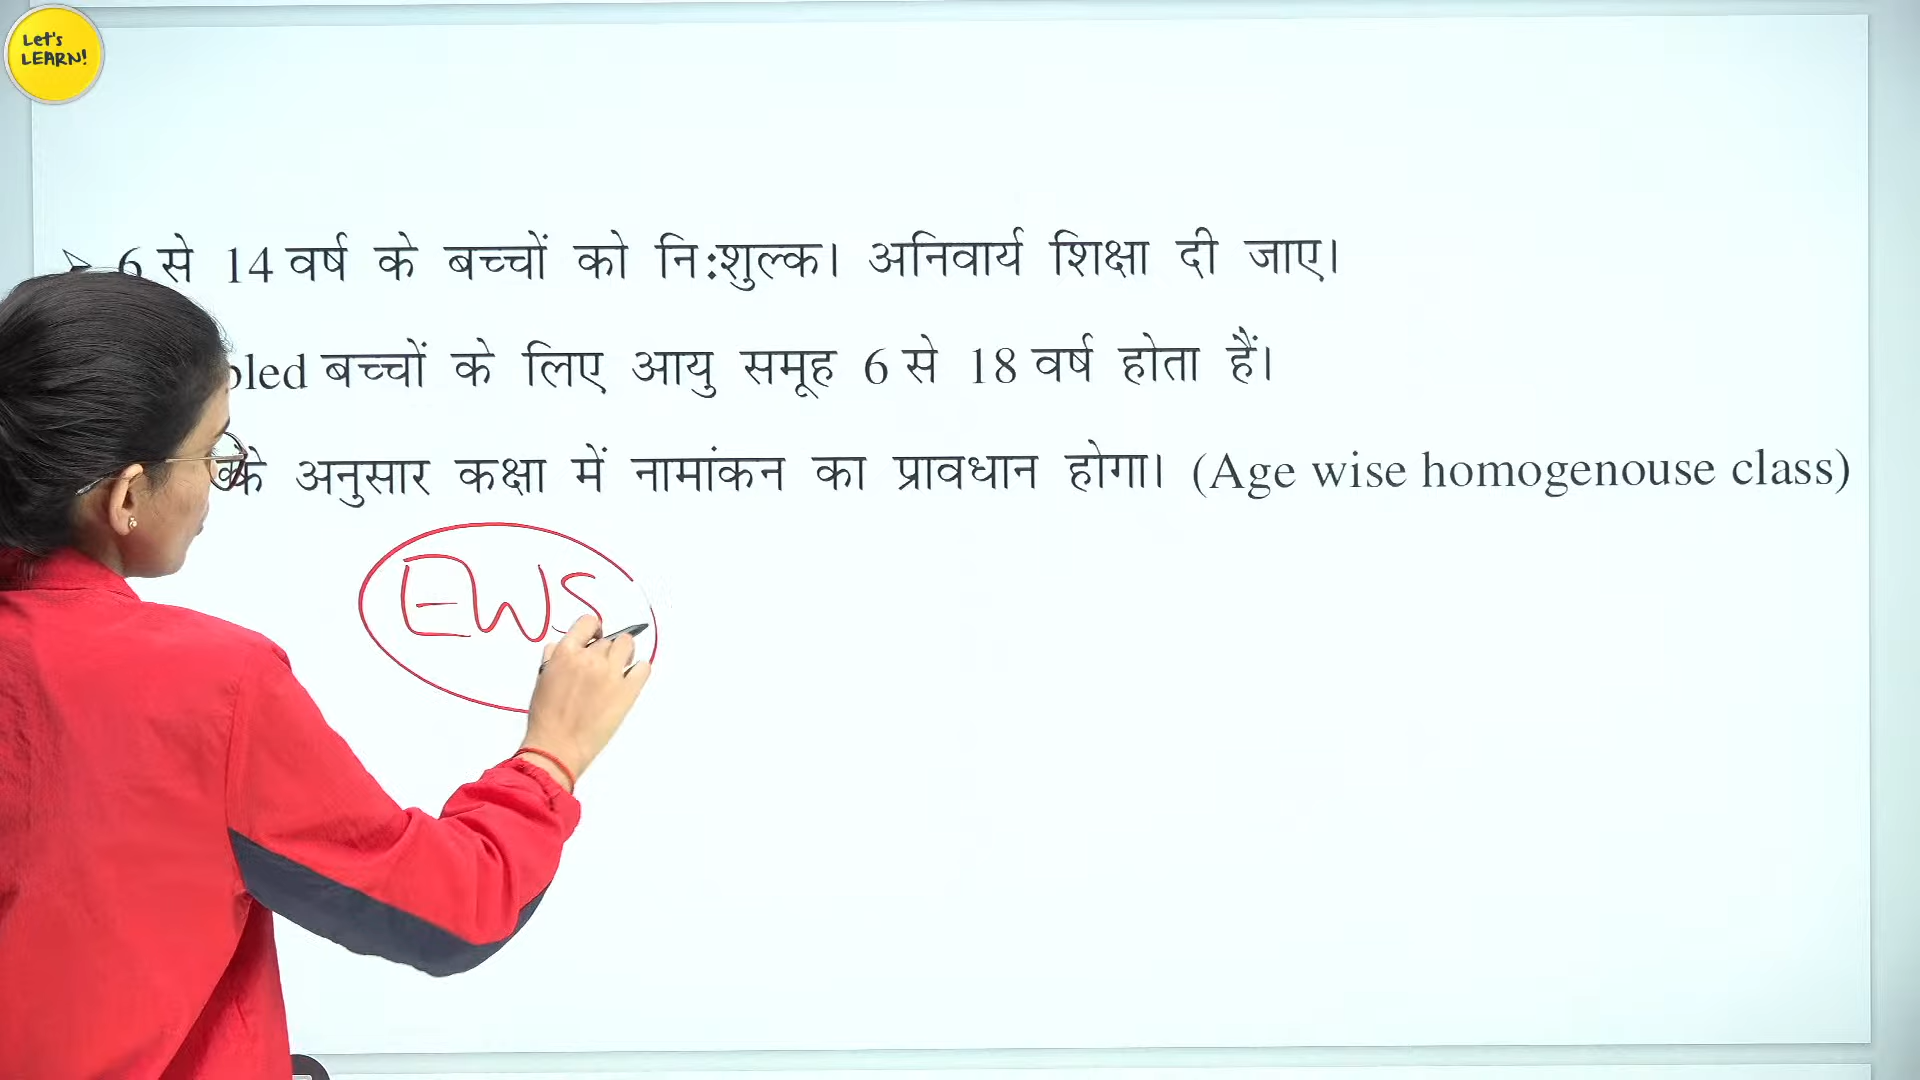 Let's
LEARN!
6 से 14 वर्ष के बच्चों को नि:शुल्क। अनिवार्य शिक्षा दी जाए।
बच्चों के लिए आयु समूह 6 से 18 वर्ष होता हैं।
के अनुसार कक्षा में नामांकन का प्रावधान होगा। (Age wise homogenouse class)
EWS